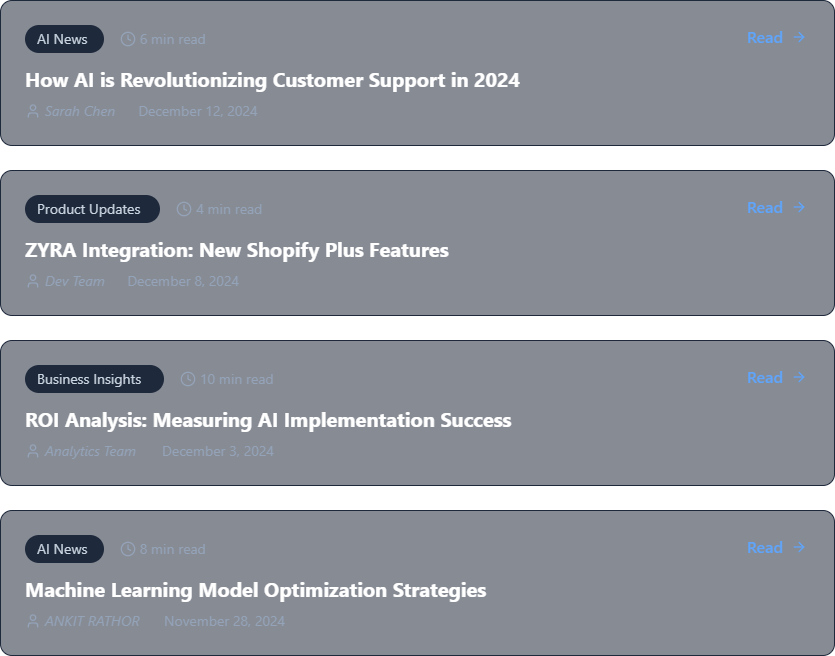 AI News 6 min read Read
How AI is Revolutionizing Customer Support in 2024
Sarah Chen December 12, 2024
Product Updates 4 min read Read
ZYRA Integration: New Shopify Plus Features
Dev Team December 8, 2024
Business Insights 10 min read Read
ROI Analysis: Measuring AI Implementation Success
Analytics Team December 3, 2024
AI News 8 min read Read
Machine Learning Model Optimization Strategies
ANKIT RATHOR November 28, 2024